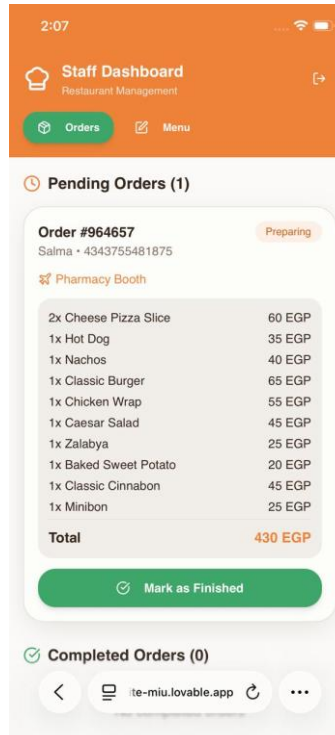 2:07
Staff Dashboard
Restaurant Management
Orders Menu
Pending Orders (1)
Order #964657 Preparing
Salma • 4343755481875
Pharmacy Booth
2x Cheese Pizza Slice 60 EGP
1x Hot Dog 35 EGP
1x Nachos 40 EGP
1x Classic Burger 65 EGP
1x Chicken Wrap 55 EGP
1x Caesar Salad 45 EGP
1x Zalabya 25 EGP
1x Baked Sweet Potato 20 EGP
1x Classic Cinnabon 45 EGP
1x Minibon 25 EGP
Total 430 EGP
Mark as Finished
Completed Orders (0)
te-miu.lovable.app